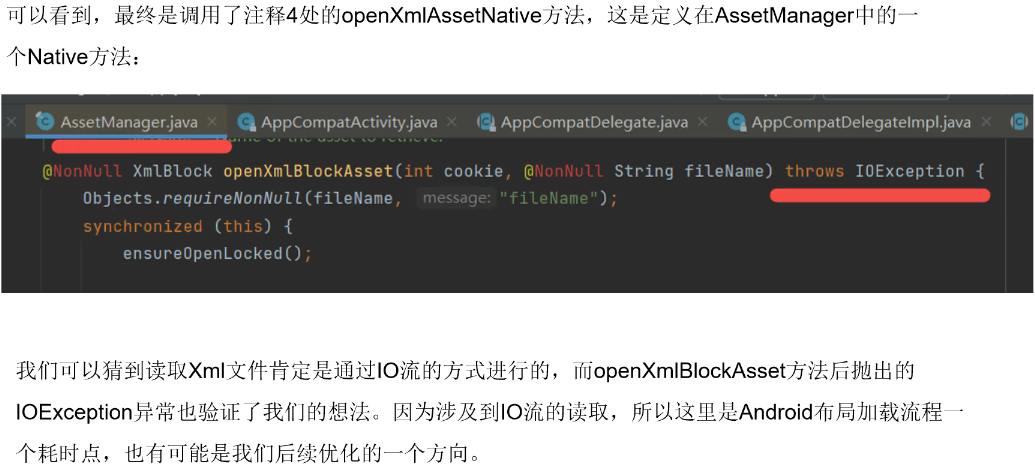 可以看到，最终是调用了注释4处的openXmlAssetNative方法，这是定义在AssetManager中的一
个Native方法：
AssetManager.java AppCompatActivity.java AppCompatDelegate.java AppCompatDelegateImpl.java
name of the asset to retrieve.
@NonNull XmlBlock openXmlBlockAsset(int cookie, @NonNull String fileName) throws IOException {
Objects.requireNonNull(fileName, message: "fileName");
synchronized (this) {
ensureOpenLocked();
我们可以猜到读取Xml文件肯定是通过IO流的方式进行的，而openXmlBlockAsset方法后抛出的
IOException异常也验证了我们的想法。因为涉及到IO流的读取，所以这里是Android布局加载流程一
个耗时点，也有可能是我们后续优化的一个方向。